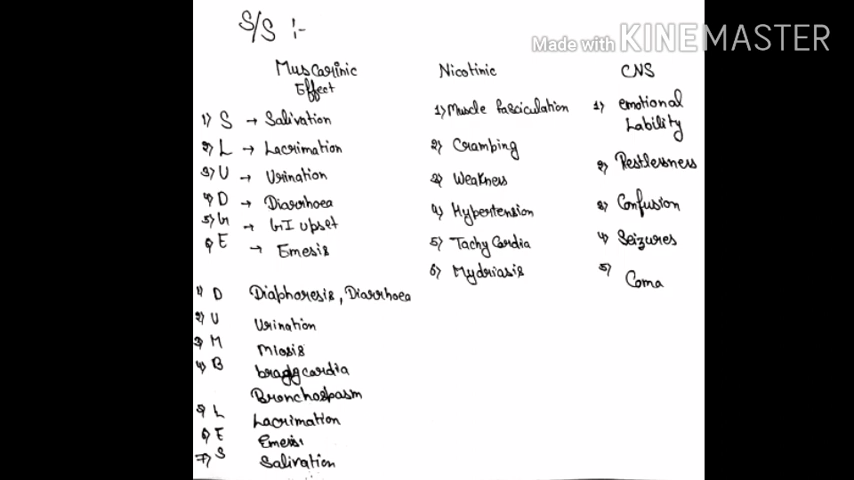 S/S :-
Made with KINEMASTER
Muscarinic
Effect
1) S → Salivation
2) L → Lacrimation
3) U → Urination
4) D → Diarrhoea
5) G → GI upset
6) E → Emesis
1) D Diaphoresis, Diarrhoea
2) U Urination
3) M Miosis
4) B bradycardia
Bronchospasm
5) L Lacrimation
6) E Emesis
7) S Salivation
Nicotinic
1) Muscle fasciculation
2) Cramping
3) Weakness
4) Hypertension
5) Tachycardia
6) Mydriasis
CNS
1) emotional
Lability
2) Restlessness
3) Confusion
4) Seizures
5) Coma